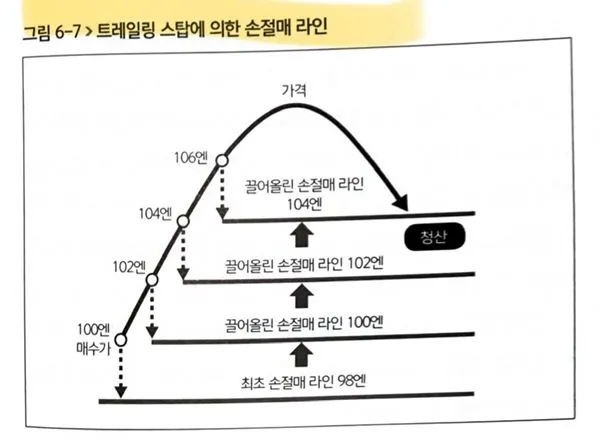 그림 6-7 > 트레일링 스탑에 의한 손절매 라인
가격
106엔
끌어올린 손절매 라인
104엔
104엔
청산
102엔
끌어올린 손절매 라인 102엔
100엔
매수가
끌어올린 손절매 라인 100엔
최초 손절매 라인 98엔